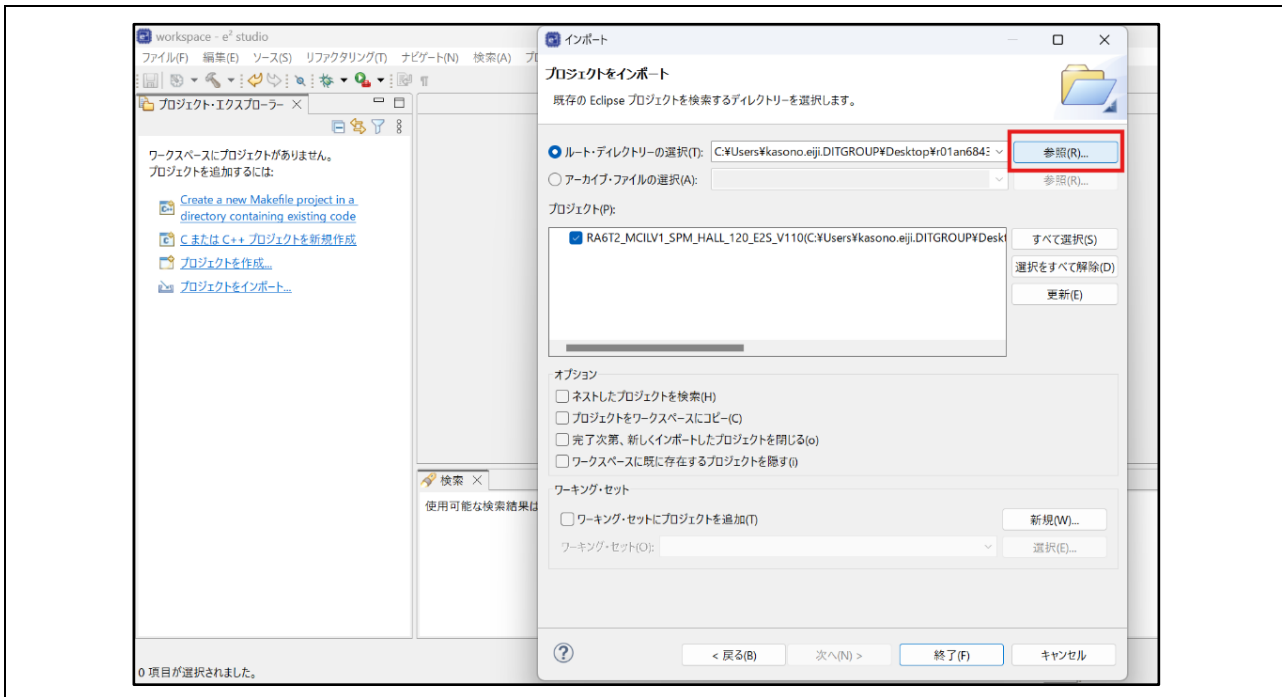 workspace - e² studio
ファイル(F) 編集(E) ソース(S) リファクタリング(T) ナビゲート(N) 検索(A)
プロジェクト・エクスプローラー
ワークスペースにプロジェクトがありません。
プロジェクトを追加するには:
Create a new Makefile project in a
directory containing existing code
C または C++ プロジェクトを新規作成
プロジェクトを作成...
プロジェクトをインポート...
検索
使用可能な検索結果は
0 項目が選択されました。
インポート
プロジェクトをインポート
既存の Eclipse プロジェクトを検索するディレクトリーを選択します。
ルート・ディレクトリーの選択(T): C:¥Users¥kasono.eiji.DITGROUP¥Desktop¥r01an6843 参照(R)...
アーカイブ・ファイルの選択(A): 参照(R)...
プロジェクト(P):
RA6T2_MCILV1_SPM_HALL_120_E2S_V110(C:¥Users¥kasono.eiji.DITGROUP¥Deskt
すべて選択(S)
選択をすべて解除(D)
更新(E)
オプション
ネストしたプロジェクトを検索(H)
プロジェクトをワークスペースにコピー(C)
完了次第、新しくインポートしたプロジェクトを閉じる(o)
ワークスペースに既に存在するプロジェクトを隠す(i)
ワーキング・セット
ワーキング・セットにプロジェクトを追加(T) 新規(W)...
ワーキング・セット(O): 選択(E)...
< 戻る(B) 次へ(N) > 終了(F) キャンセル